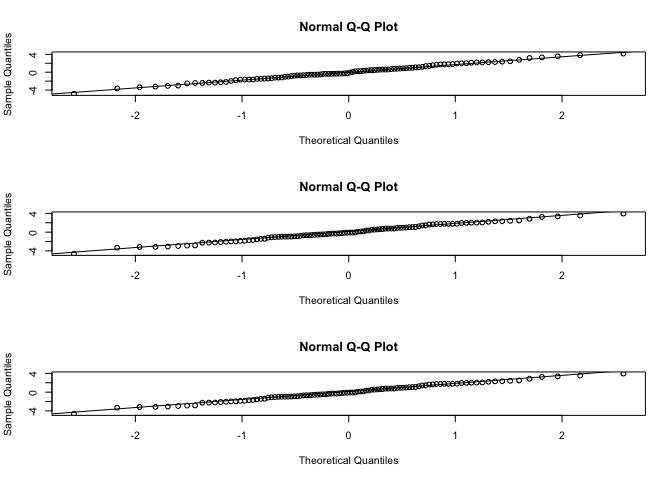 Normal Q-Q Plot
Sample Quantiles
4
0
-4
-2 -1 0 1 2
Theoretical Quantiles
Normal Q-Q Plot
Sample Quantiles
4
0
-4
-2 -1 0 1 2
Theoretical Quantiles
Normal Q-Q Plot
Sample Quantiles
4
0
-4
-2 -1 0 1 2
Theoretical Quantiles